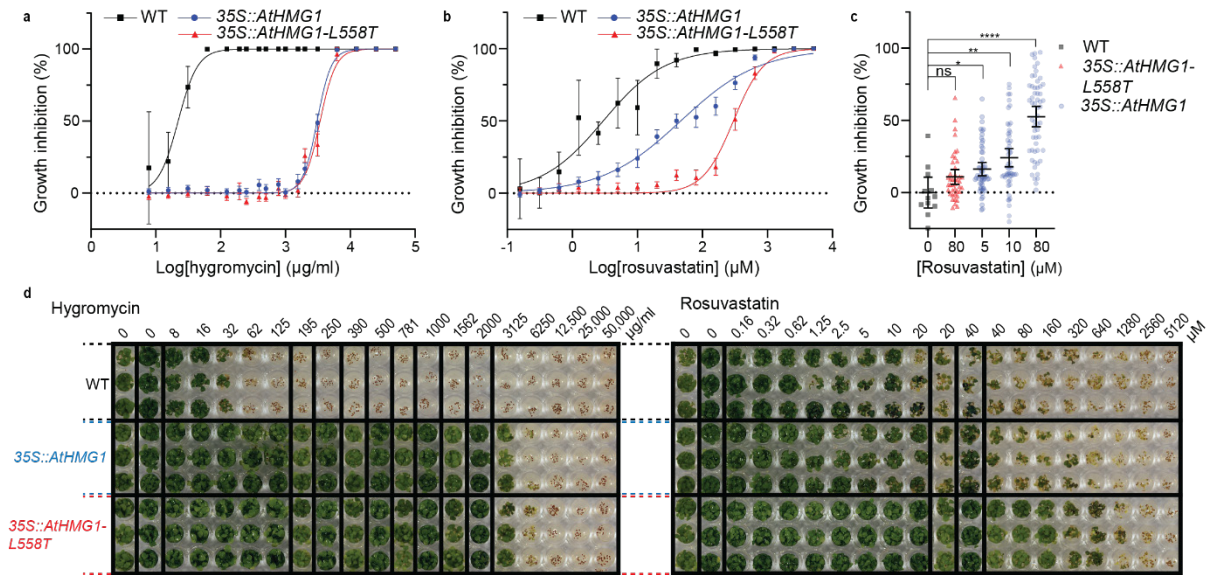 a
WT
35S::AtHMG1
35S::AtHMG1-L558T
Growth inhibition (%)
100
50
0
0
1
2
3
4
5
Log[hygromycin] (µg/ml)
b
WT
35S::AtHMG1
35S::AtHMG1-L558T
Growth inhibition (%)
100
50
0
-1
0
1
2
3
4
Log[rosuvastatin] (µM)
c
****
**
*
ns
Growth inhibition (%)
100
50
0
0
80
5
10
80
[Rosuvastatin] (µM)
WT
35S::AtHMG1-
L558T
35S::AtHMG1
d
Hygromycin
0 0 8 16 32 62 125 195 250 390 500 781 1000 1562 2000 3125 6250 12,500 25,000 50,000 µg/ml
Rosuvastatin
0 0 0.16 0.32 0.62 1.25 2.5 5 10 20 20 40 40 80 160 320 640 1280 2560 5120 µM
WT
35S::AtHMG1
35S::AtHMG1-
L558T